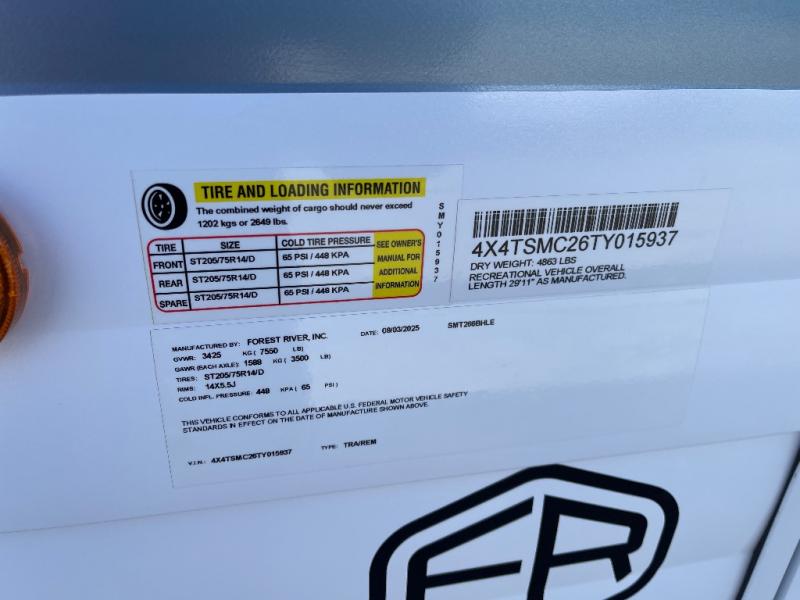 TIRE AND LOADING INFORMATION
The combined weight of cargo should never exceed
1202 kgs or 2649 lbs.
TIRE SIZE COLD TIRE PRESSURE SEE OWNER'S MANUAL FOR ADDITIONAL INFORMATION
FRONT ST205/75R14/D 65 PSI / 448 KPA
REAR ST205/75R14/D 65 PSI / 448 KPA
SPARE ST205/75R14/D 65 PSI / 448 KPA
SMY015937
4X4TSMC26TY015937
DRY WEIGHT: 4863 LBS
RECREATIONAL VEHICLE OVERALL
LENGTH 29'11" AS MANUFACTURED.
MANUFACTURED BY: FOREST RIVER, INC. DATE: 09/03/2025 SMT266BHLE
GVWR: 3425 KG ( 7550 LB)
GAWR (EACH AXLE): 1588 KG ( 3500 LB)
TIRES: ST205/75R14/D
RIMS: 14X5.5J
COLD INFL. PRESSURE: 448 KPA ( 65 PSI )
THIS VEHICLE CONFORMS TO ALL APPLICABLE U.S. FEDERAL MOTOR VEHICLE SAFETY
STANDARDS IN EFFECT ON THE DATE OF MANUFACTURE SHOWN ABOVE.
V.I.N.: 4X4TSMC26TY015937 TYPE: TRA/REM
FR